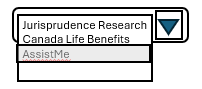 Jurisprudence Research
Canada Life Benefits
AssistMe